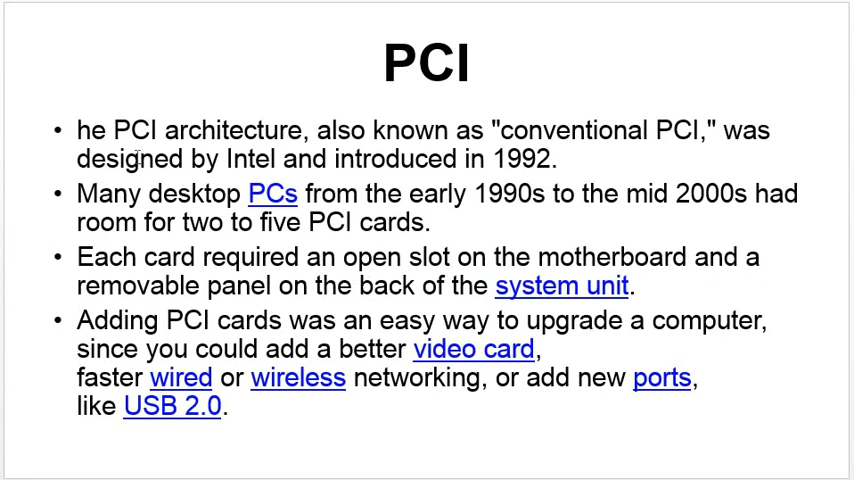 PCI
• he PCI architecture, also known as "conventional PCI," was
designed by Intel and introduced in 1992.
• Many desktop PCs from the early 1990s to the mid 2000s had
room for two to five PCI cards.
• Each card required an open slot on the motherboard and a
removable panel on the back of the system unit.
• Adding PCI cards was an easy way to upgrade a computer,
since you could add a better video card,
faster wired or wireless networking, or add new ports,
like USB 2.0.